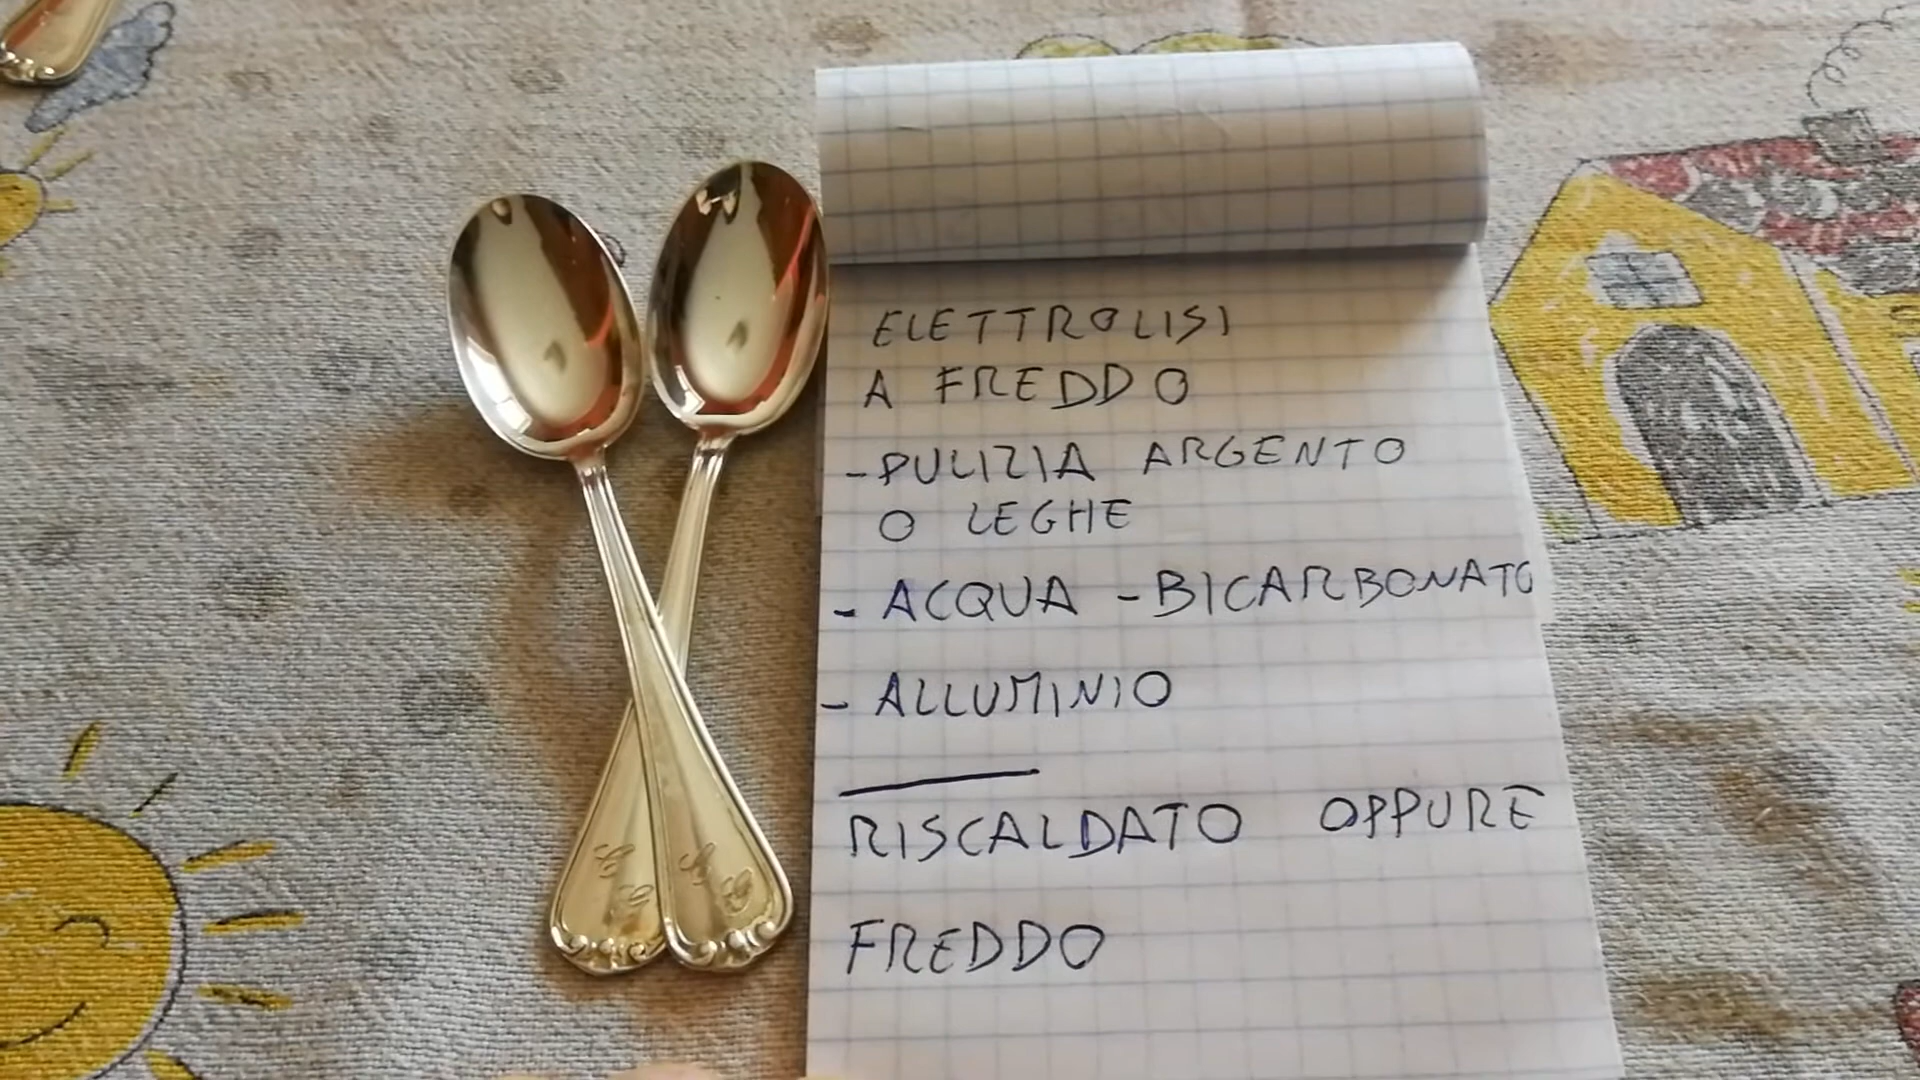 ELETTROLISI
A FREDDO
- PULIZIA ARGENTO
O LEGHE
- ACQUA - BICARBONATO
- ALLUMINIO
RISCALDATO OPPURE
FREDDO